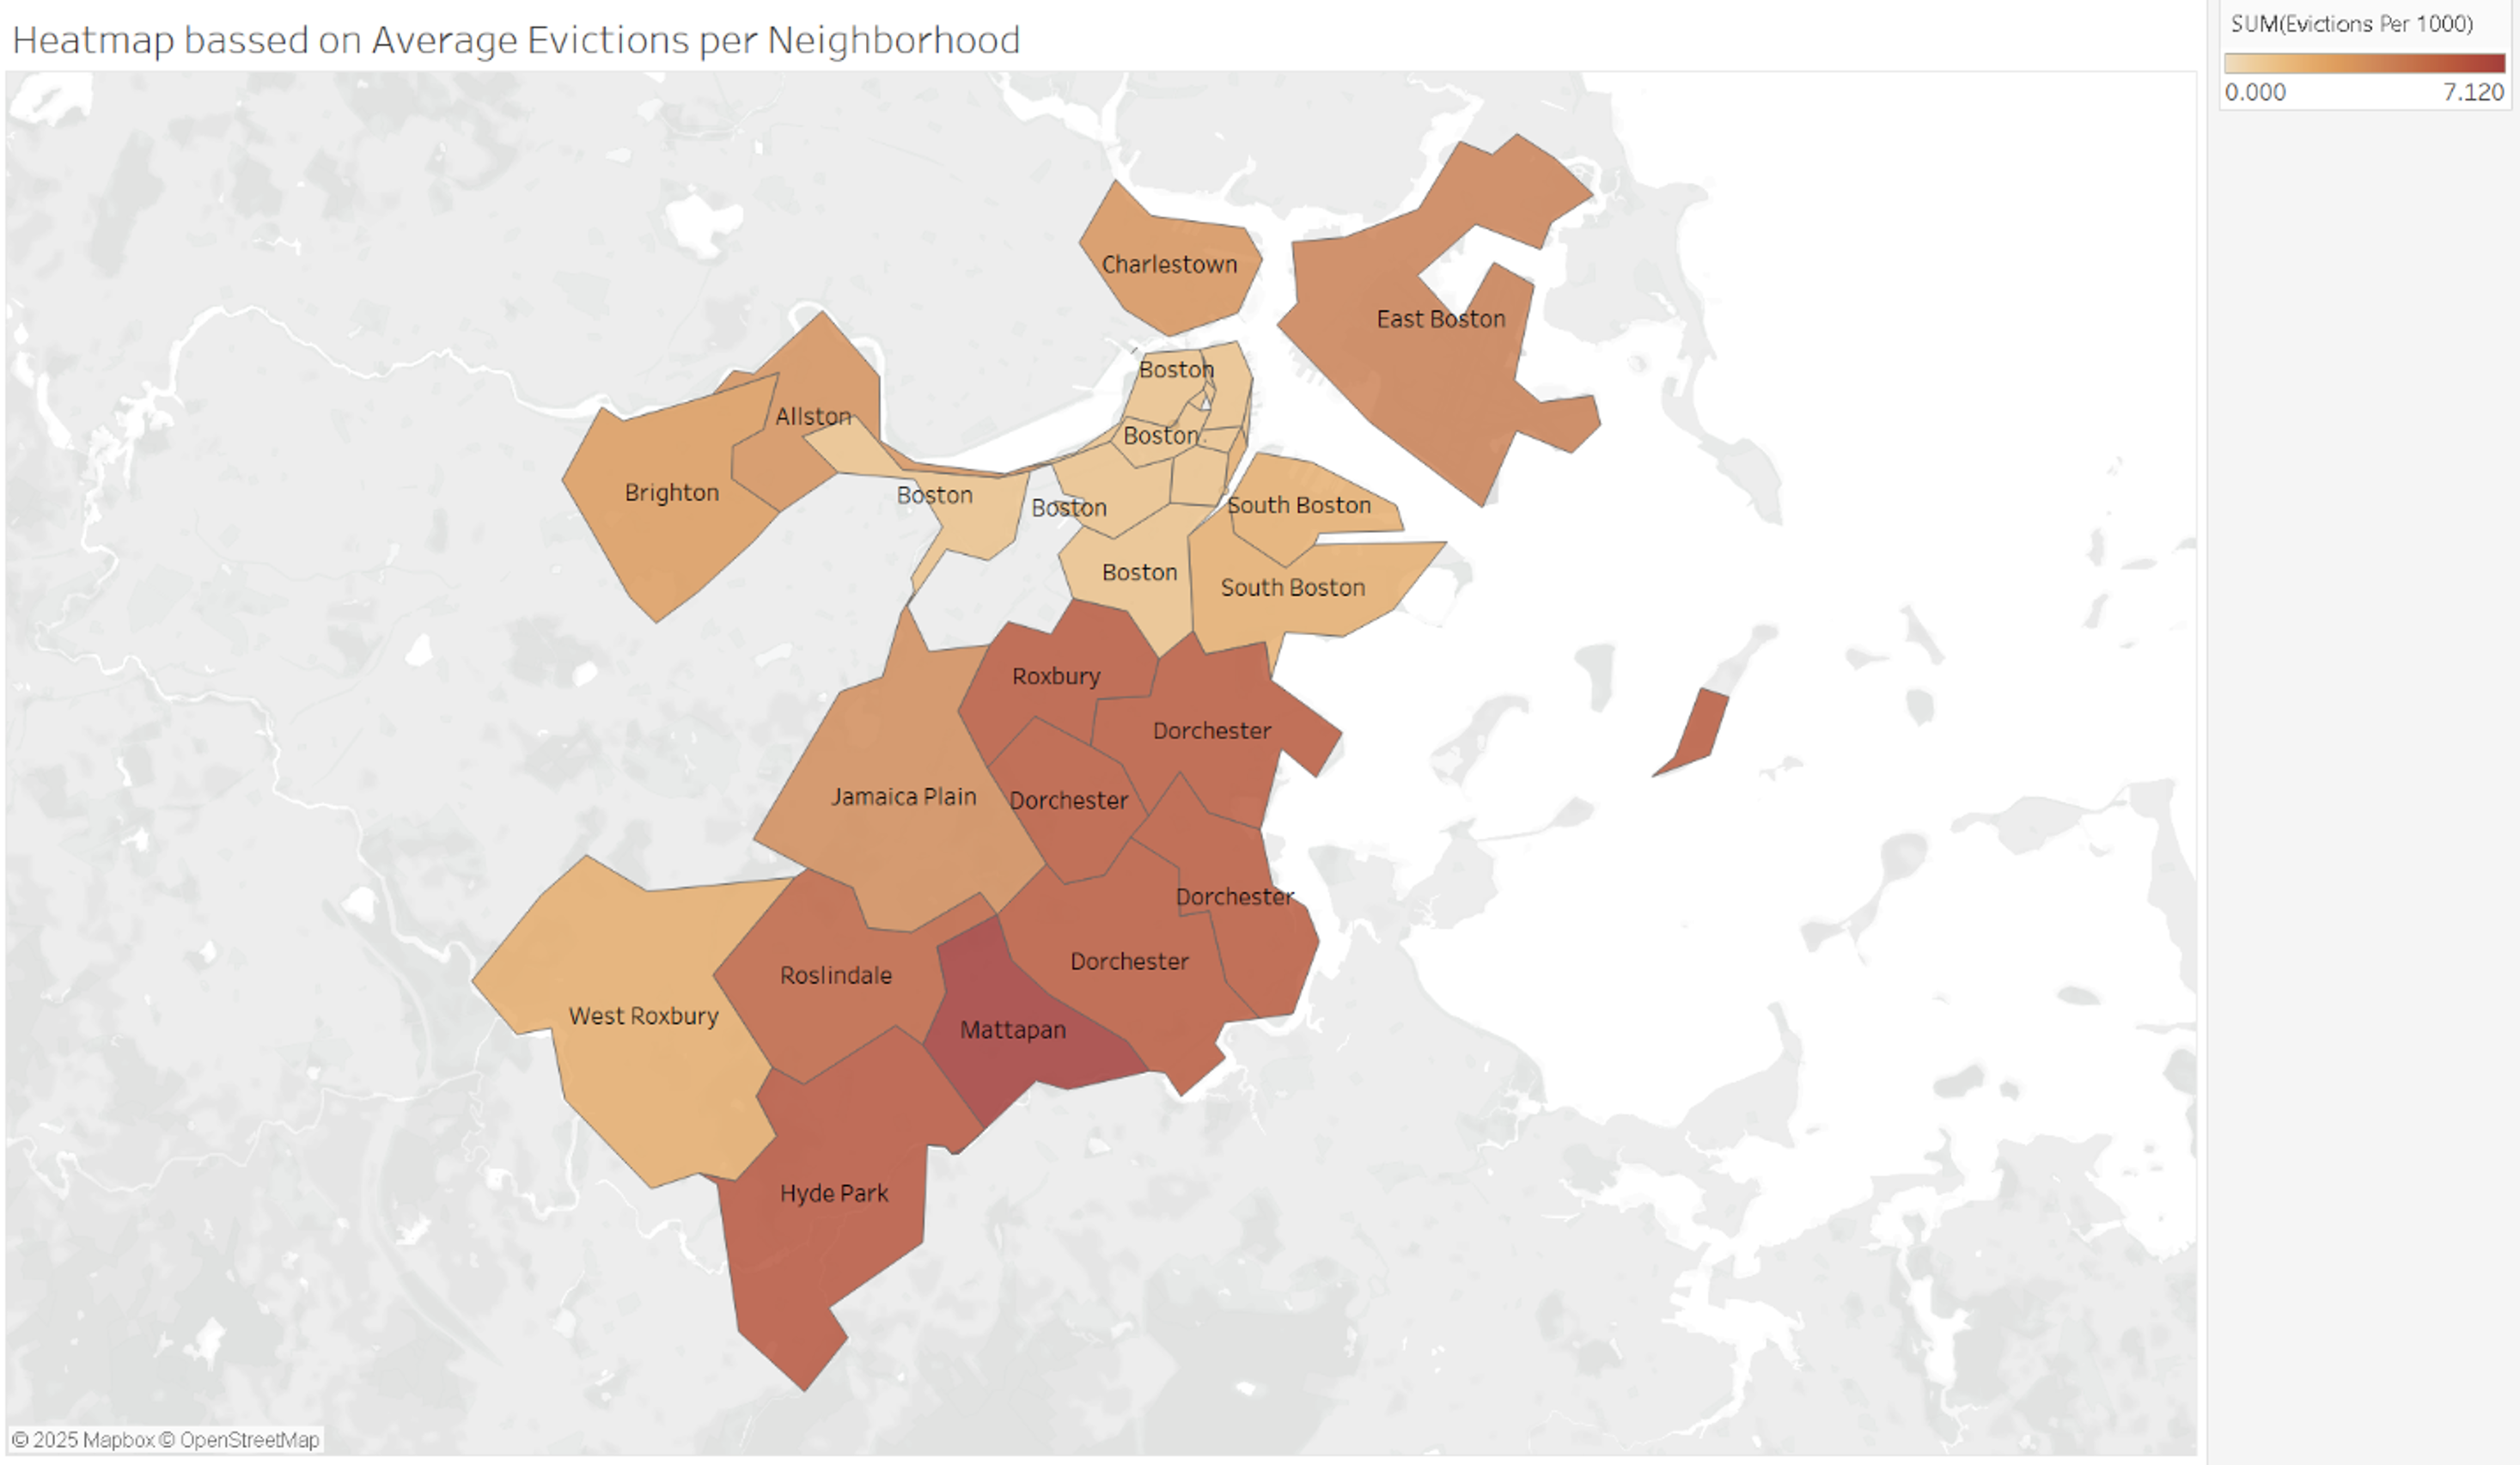 Heatmap bassed on Average Evictions per Neighborhood
SUM(Evictions Per 1000)
0.000 7.120
Charlestown
East Boston
Boston
Allston
Boston
Brighton
Boston
Boston
South Boston
Boston
South Boston
Roxbury
Dorchester
Jamaica Plain
Dorchester
Dorchester
Dorchester
Roslindale
West Roxbury
Mattapan
Hyde Park
© 2025 Mapbox © OpenStreetMap